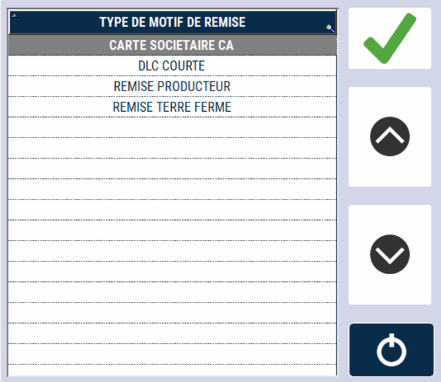 TYPE DE MOTIF DE REMISE
CARTE SOCIETAIRE CA
DLC COURTE
REMISE PRODUCTEUR
REMISE TERRE FERME